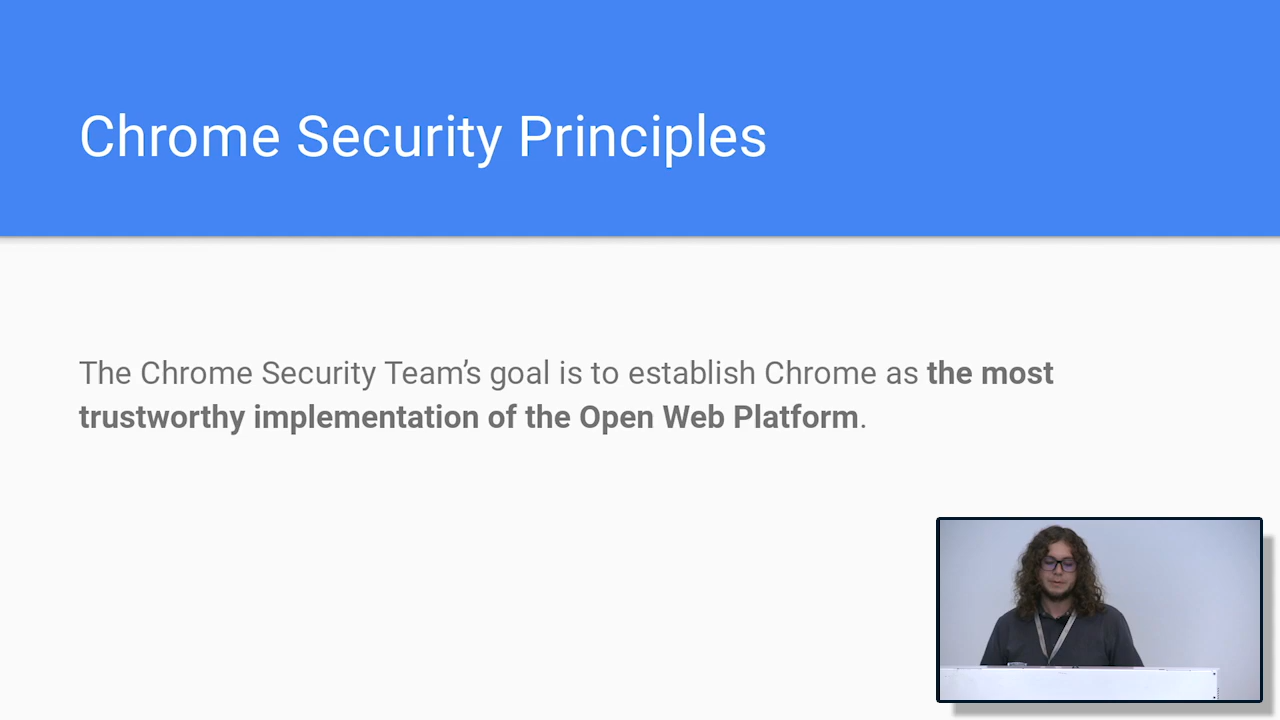 Chrome Security Principles
The Chrome Security Team’s goal is to establish Chrome as the most
trustworthy implementation of the Open Web Platform.